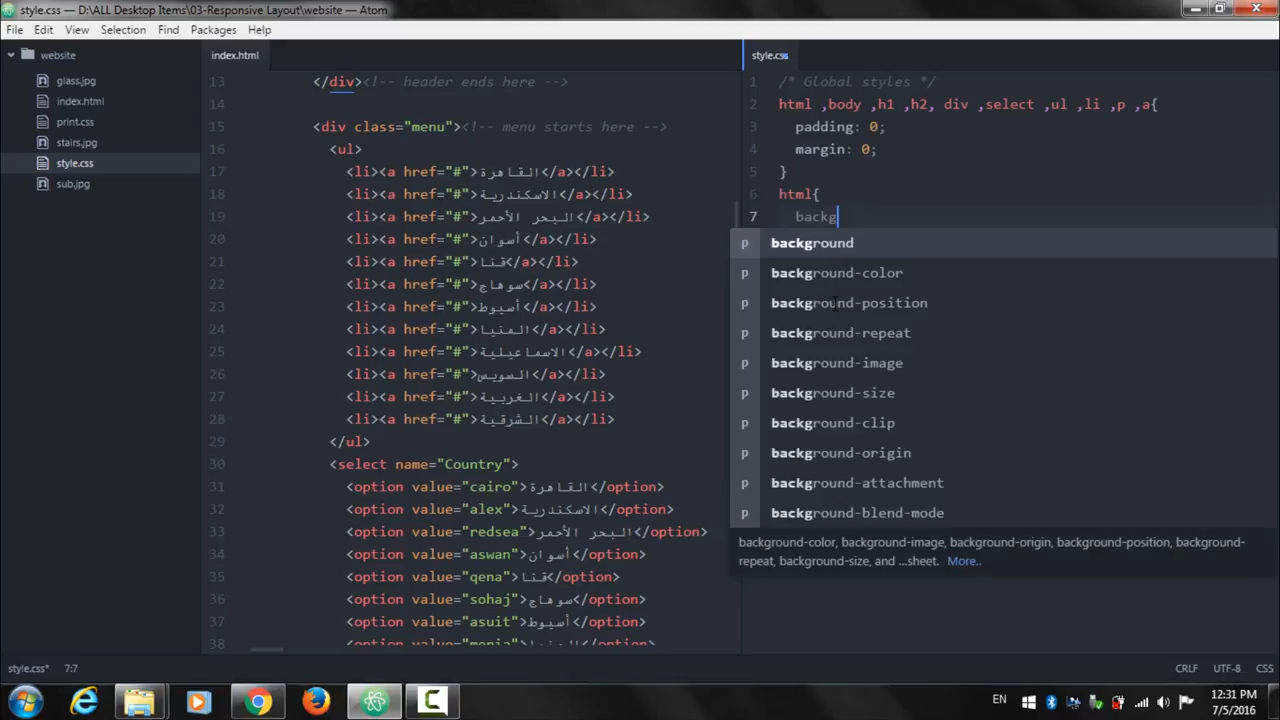 style.css — D:\ALL Desktop Items\03-Responsive Layout\website — Atom
File Edit View Selection Find Packages Help
website
glass.jpg
index.html
print.css
stairs.jpg
style.css
sub.jpg
index.html
13 </div><!-- header ends here -->
14
15 <div class="menu"><!-- menu starts here -->
16 <ul>
17 <li><a href="#">القاهرة</a></li>
18 <li><a href="#">الاسكندرية</a></li>
19 <li><a href="#">البحر الأحمر</a></li>
20 <li><a href="#">أسوان</a></li>
21 <li><a href="#">قنا</a></li>
22 <li><a href="#">سوهاج</a></li>
23 <li><a href="#">أسيوط</a></li>
24 <li><a href="#">المنيا</a></li>
25 <li><a href="#">الاسماعيلية</a></li>
26 <li><a href="#">السويس</a></li>
27 <li><a href="#">الغربية</a></li>
28 <li><a href="#">الشرقية</a></li>
29 </ul>
30 <select name="Country">
31 <option value="cairo">القاهرة</option>
32 <option value="alex">الاسكندرية</option>
33 <option value="redsea">البحر الأحمر</option>
34 <option value="aswan">أسوان</option>
35 <option value="qena">قنا</option>
36 <option value="sohaj">سوهاج</option>
37 <option value="asuit">أسيوط</option>
38 <option value="menia"></option>
style.css
1 /* Global styles */
2 html ,body ,h1 ,h2, div ,select ,ul ,li ,p ,a{
3 padding: 0;
4 margin: 0;
5 }
6 html{
7 backg
p background
p background-color
p background-position
p background-repeat
p background-image
p background-size
p background-clip
p background-origin
p background-attachment
p background-blend-mode
background-color, background-image, background-origin, background-position, background-
repeat, background-size, and ...sheet. More..
style.css* 7:7 CRLF UTF-8 CSS
EN 12:31 PM
7/5/2016